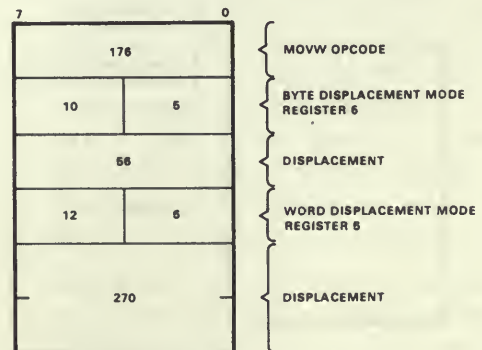 7 0
176 MOVW OPCODE
10 5 BYTE DISPLACEMENT MODE
REGISTER 5
56 DISPLACEMENT
12 6 WORD DISPLACEMENT MODE
REGISTER 6
270 DISPLACEMENT